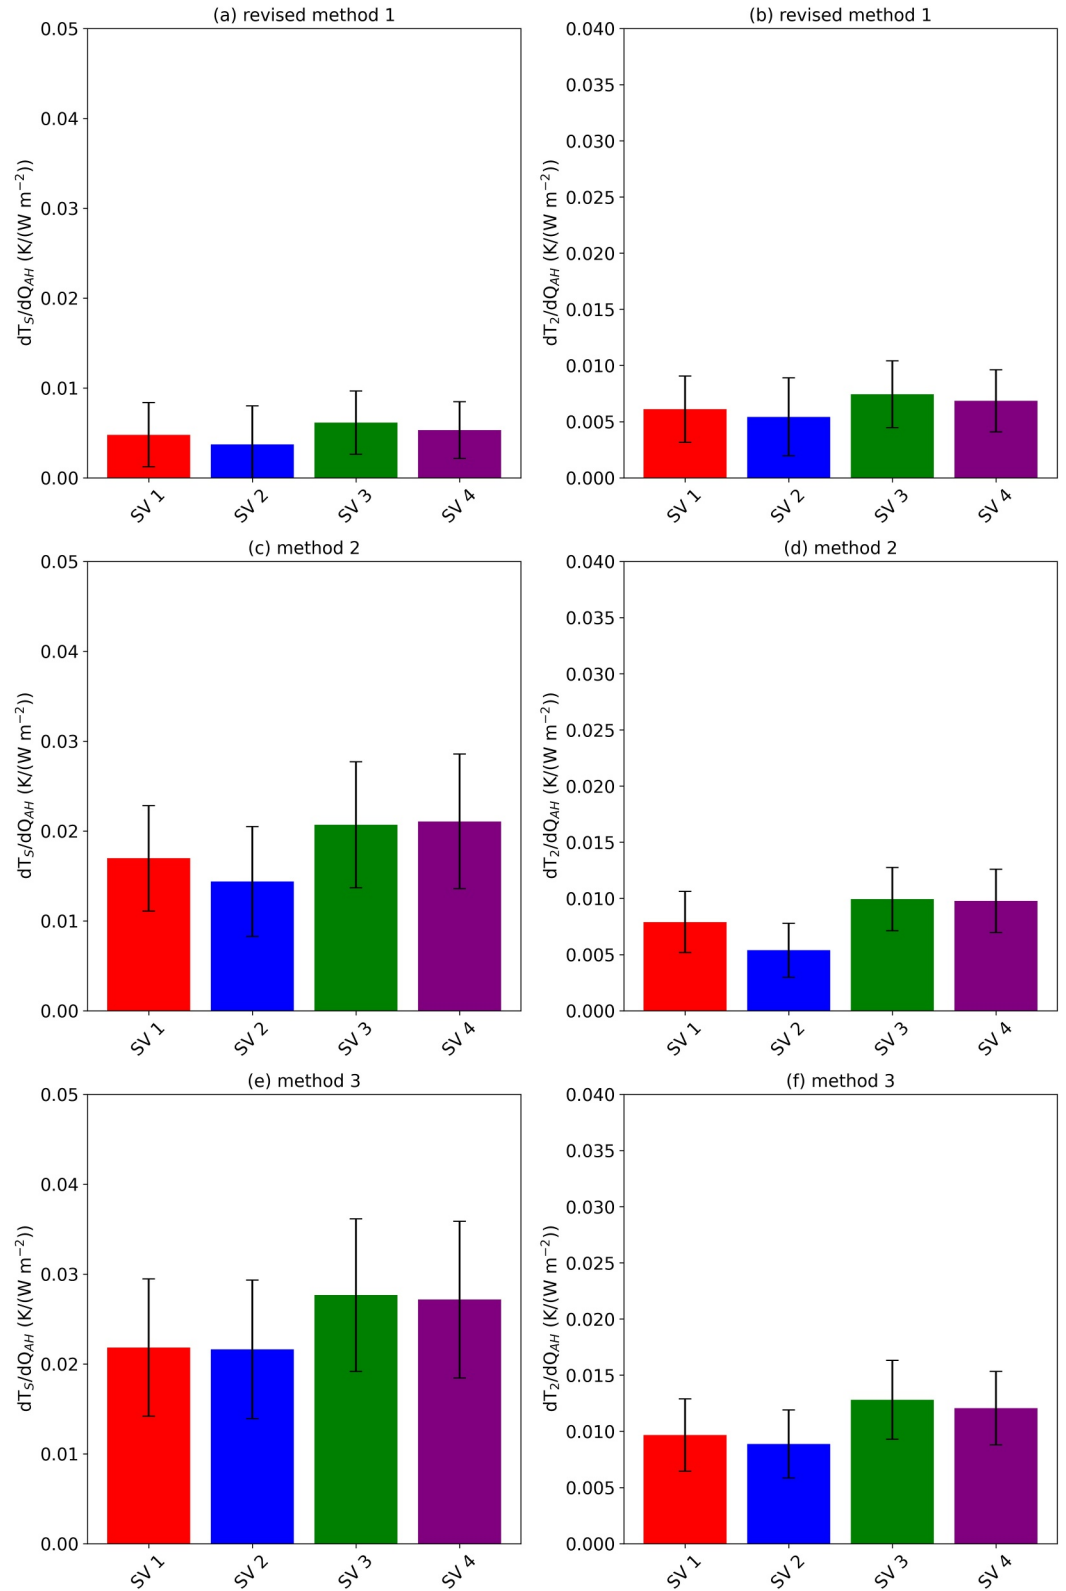 (a) revised method 1
0.05
0.04
0.03
0.02
0.01
0.00
dT_S/dQ_AH (K/(W m⁻²))
SV 1 SV 2 SV 3 SV 4
(b) revised method 1
0.040
0.035
0.030
0.025
0.020
0.015
0.010
0.005
0.000
dT₂/dQ_AH (K/(W m⁻²))
SV 1 SV 2 SV 3 SV 4
(c) method 2
0.05
0.04
0.03
0.02
0.01
0.00
dT_S/dQ_AH (K/(W m⁻²))
SV 1 SV 2 SV 3 SV 4
(d) method 2
0.040
0.035
0.030
0.025
0.020
0.015
0.010
0.005
0.000
dT₂/dQ_AH (K/(W m⁻²))
SV 1 SV 2 SV 3 SV 4
(e) method 3
0.05
0.04
0.03
0.02
0.01
0.00
dT_S/dQ_AH (K/(W m⁻²))
SV 1 SV 2 SV 3 SV 4
(f) method 3
0.040
0.035
0.030
0.025
0.020
0.015
0.010
0.005
0.000
dT₂/dQ_AH (K/(W m⁻²))
SV 1 SV 2 SV 3 SV 4